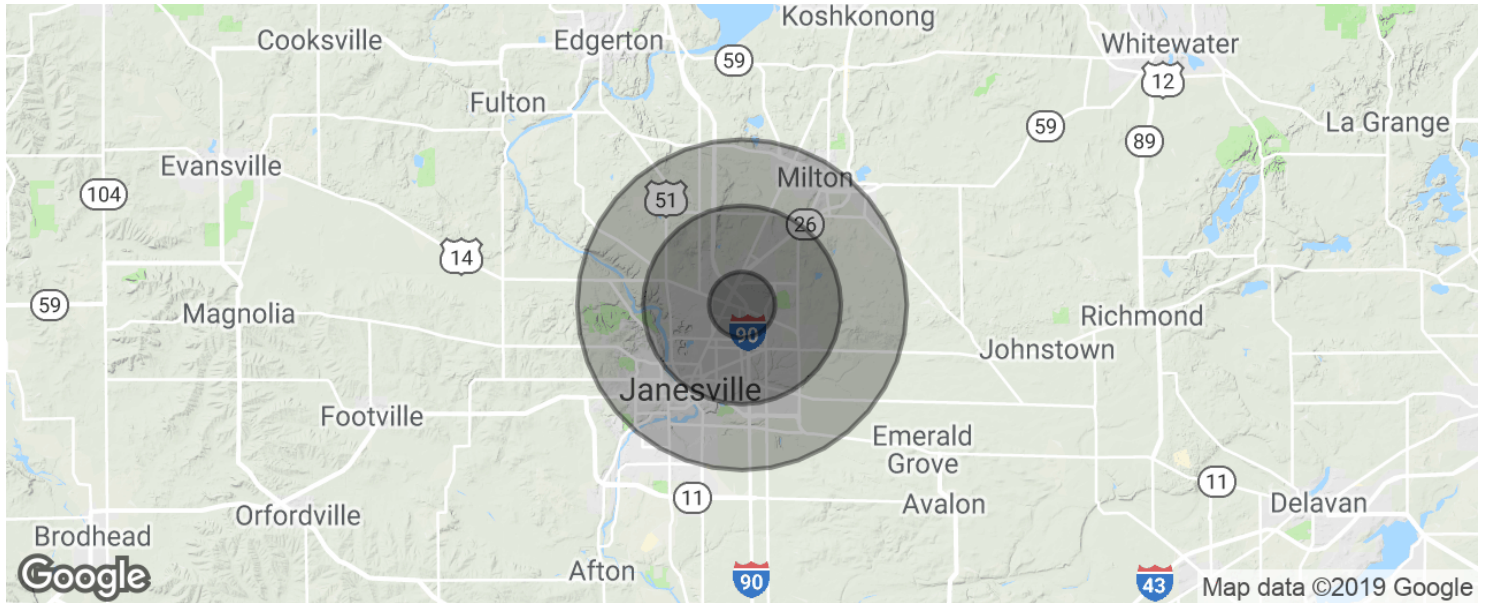 Koshkonong
Cooksville
Edgerton
Whitewater
59
12
Fulton
La Grange
59
89
Evansville
Milton
104
51
26
14
59
Magnolia
Richmond
90
Johnstown
Janesville
Footville
Emerald
Grove
11
11
Avalon
Delavan
Orfordville
Brodhead
Afton
Google
90
43
Map data ©2019 Google